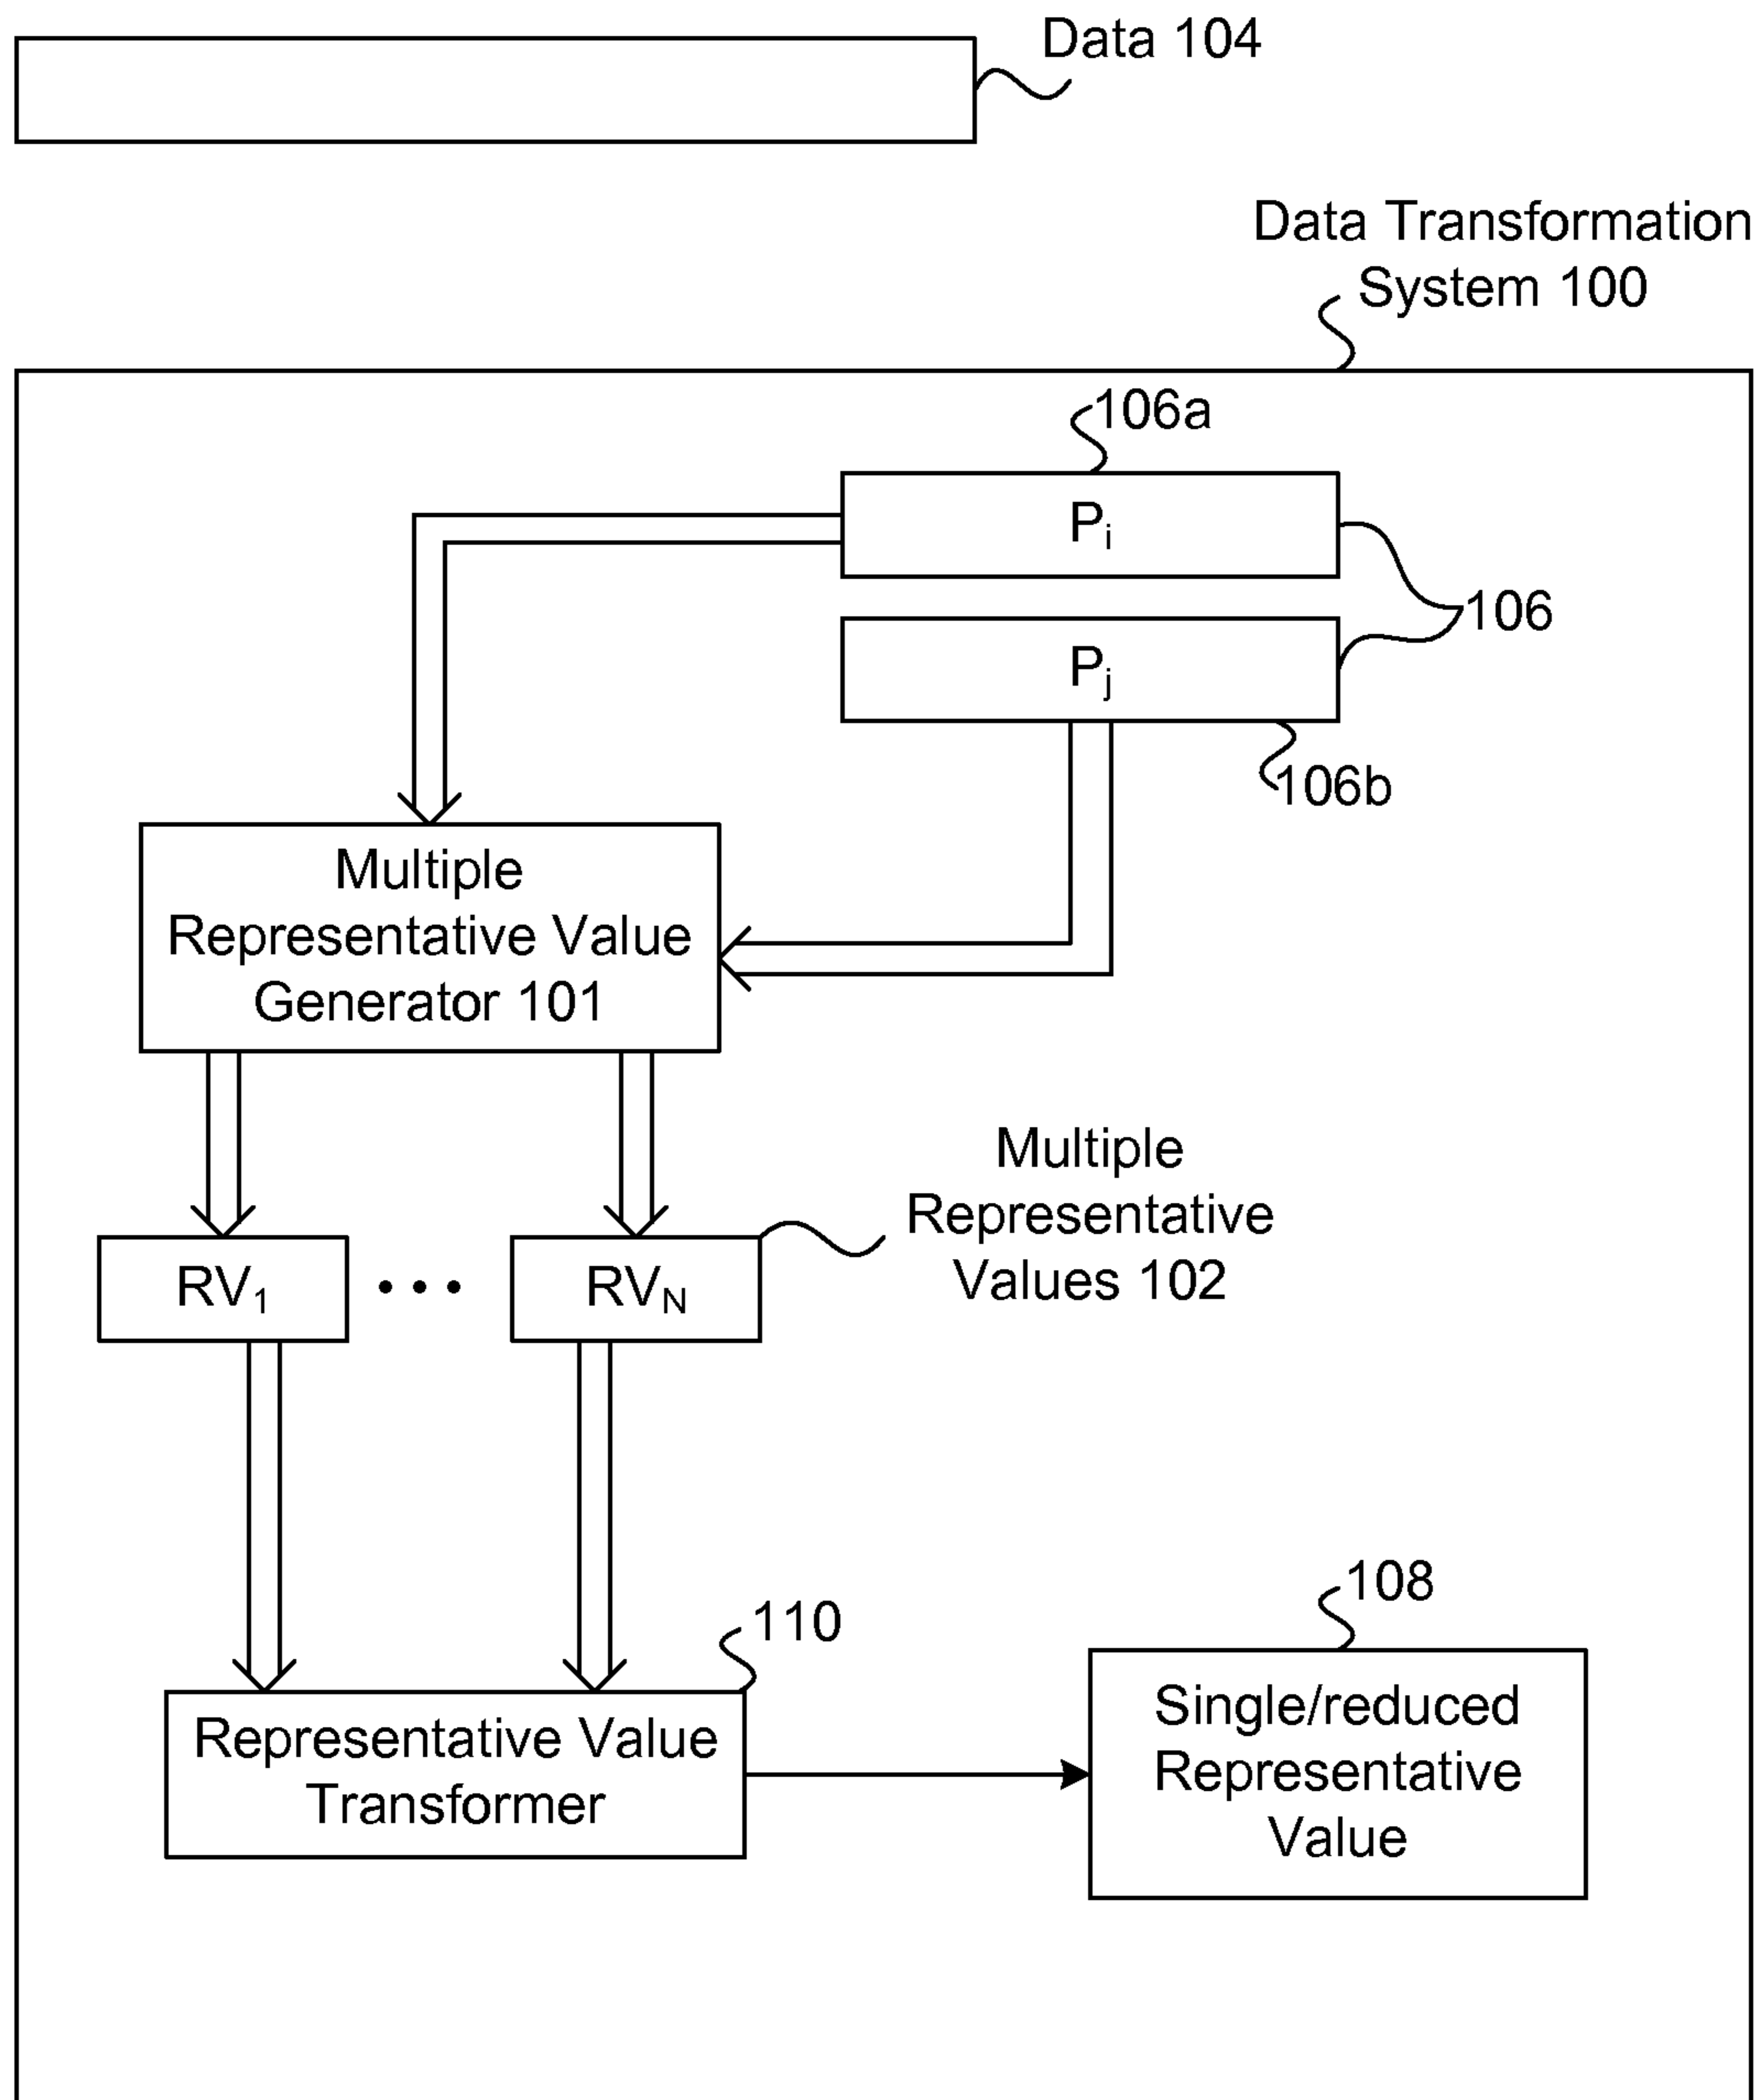 Data 104
Data Transformation
System 100
106a
Pi
106
Pj
106b
Multiple
Representative Value
Generator 101
Multiple
Representative
Values 102
RV1
• • •
RVN
110
108
Representative Value
Transformer
Single/reduced
Representative
Value